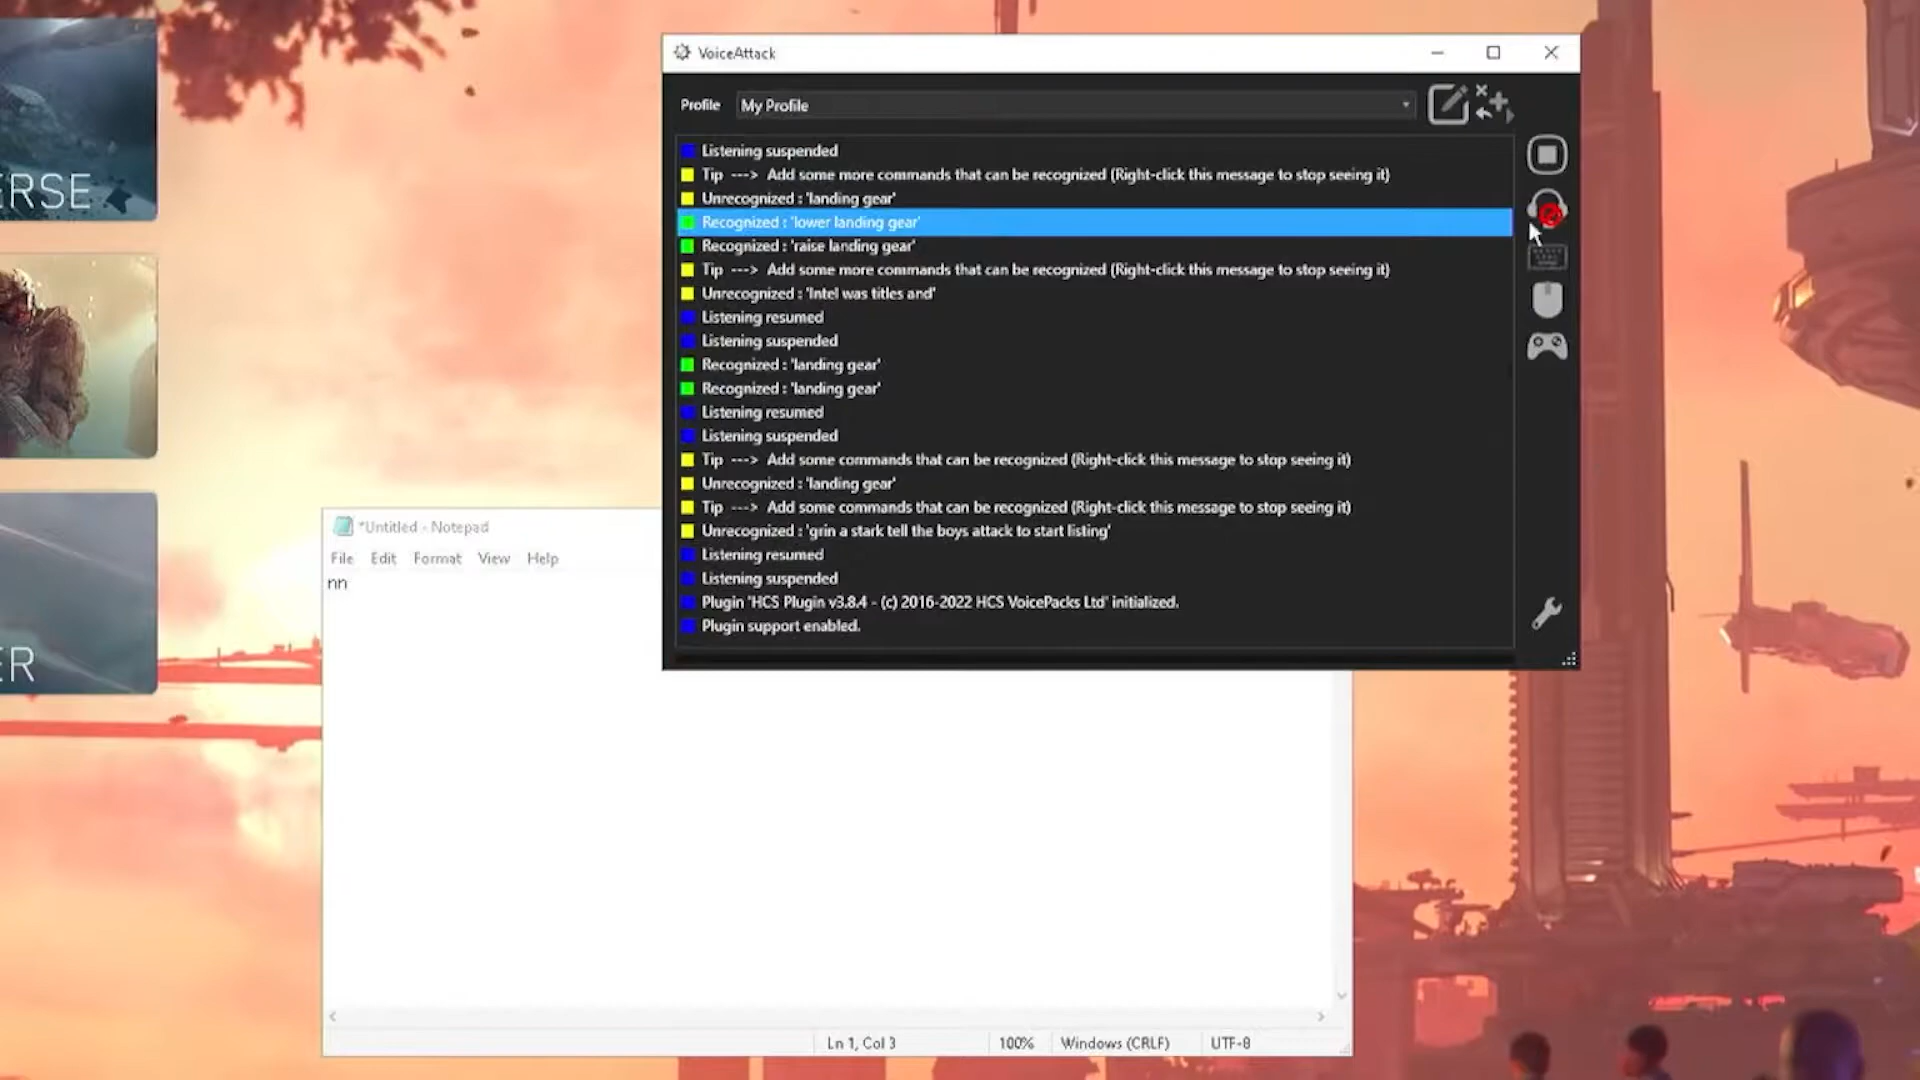 VoiceAttack
Profile My Profile
Listening suspended
Tip ---> Add some more commands that can be recognized (Right-click this message to stop seeing it)
Unrecognized : 'landing gear'
Recognized : 'lower landing gear'
Recognized : 'raise landing gear'
Tip ---> Add some more commands that can be recognized (Right-click this message to stop seeing it)
Unrecognized : 'Intel was titles and'
Listening resumed
Listening suspended
Recognized : 'landing gear'
Recognized : 'landing gear'
Listening resumed
Listening suspended
Tip ---> Add some commands that can be recognized (Right-click this message to stop seeing it)
Unrecognized : 'landing gear'
Tip ---> Add some commands that can be recognized (Right-click this message to stop seeing it)
Unrecognized : 'grin a stark tell the boys attack to start listing'
Listening resumed
Listening suspended
Plugin 'HCS Plugin v3.8.4 - (c) 2016-2022 HCS VoicePacks Ltd' initialized.
Plugin support enabled.
ERSE
ER
*Untitled - Notepad
File Edit Format View Help
nn
Ln 1, Col 3 100% Windows (CRLF) UTF-8